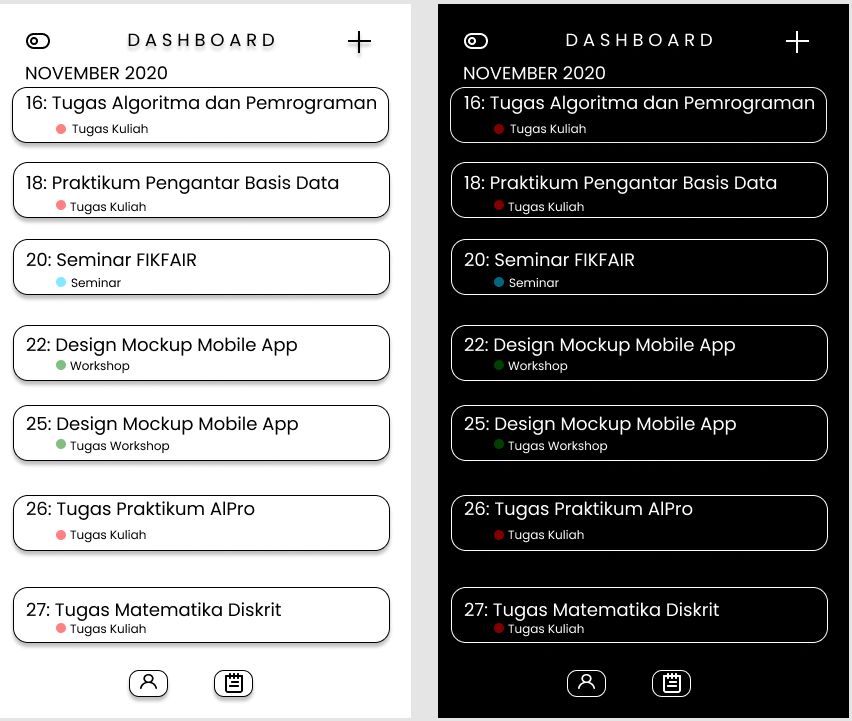 DASHBOARD
NOVEMBER 2020
16: Tugas Algoritma dan Pemrograman
Tugas Kuliah
18: Praktikum Pengantar Basis Data
Tugas Kuliah
20: Seminar FIKFAIR
Seminar
22: Design Mockup Mobile App
Workshop
25: Design Mockup Mobile App
Tugas Workshop
26: Tugas Praktikum AlPro
Tugas Kuliah
27: Tugas Matematika Diskrit
Tugas Kuliah
DASHBOARD
NOVEMBER 2020
16: Tugas Algoritma dan Pemrograman
Tugas Kuliah
18: Praktikum Pengantar Basis Data
Tugas Kuliah
20: Seminar FIKFAIR
Seminar
22: Design Mockup Mobile App
Workshop
25: Design Mockup Mobile App
Tugas Workshop
26: Tugas Praktikum AlPro
Tugas Kuliah
27: Tugas Matematika Diskrit
Tugas Kuliah